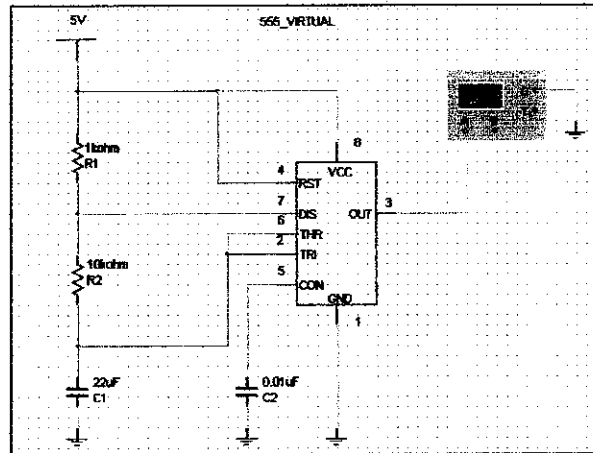 5V
555_VIRTUAL
1kohm
R1
8
VCC
4
RST
7
DIS
OUT
3
6
THR
2
TRI
10kohm
R2
5
CON
GND
1
22uF
C1
0.01uF
C2